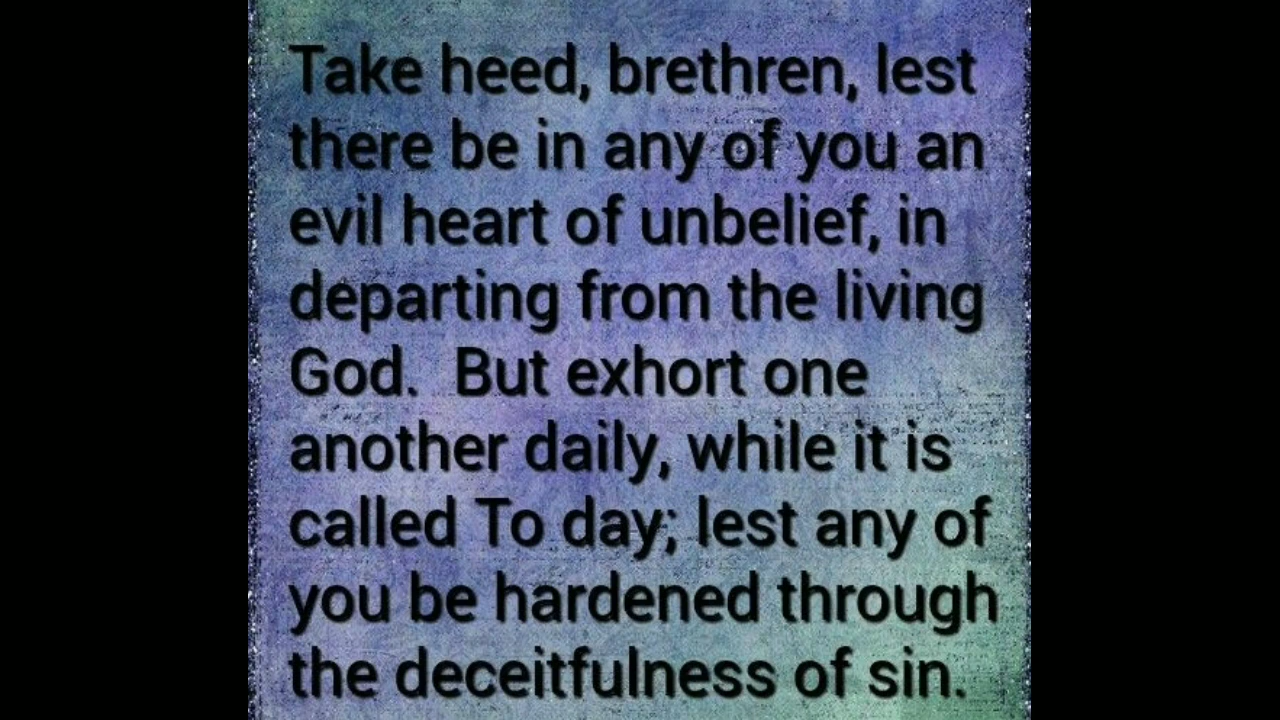 Take heed, brethren, lest
there be in any of you an
evil heart of unbelief, in
departing from the living
God.  But exhort one
another daily, while it is
called To day; lest any of
you be hardened through
the deceitfulness of sin.